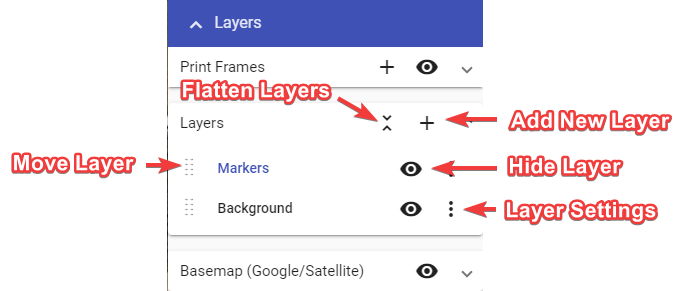 Layers
Print Frames
Flatten Layers
Layers
Add New Layer
Move Layer
Markers
Hide Layer
Background
Layer Settings
Basemap (Google/Satellite)